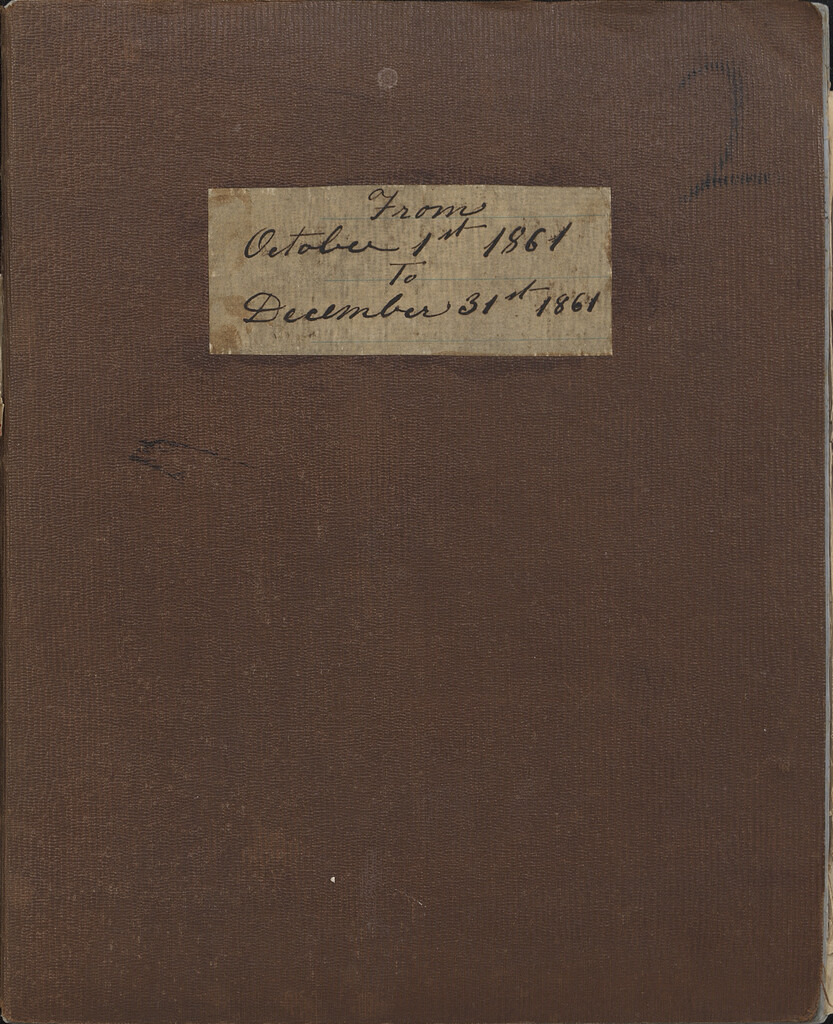 2
From
October 1st 1861
To
December 31st 1861